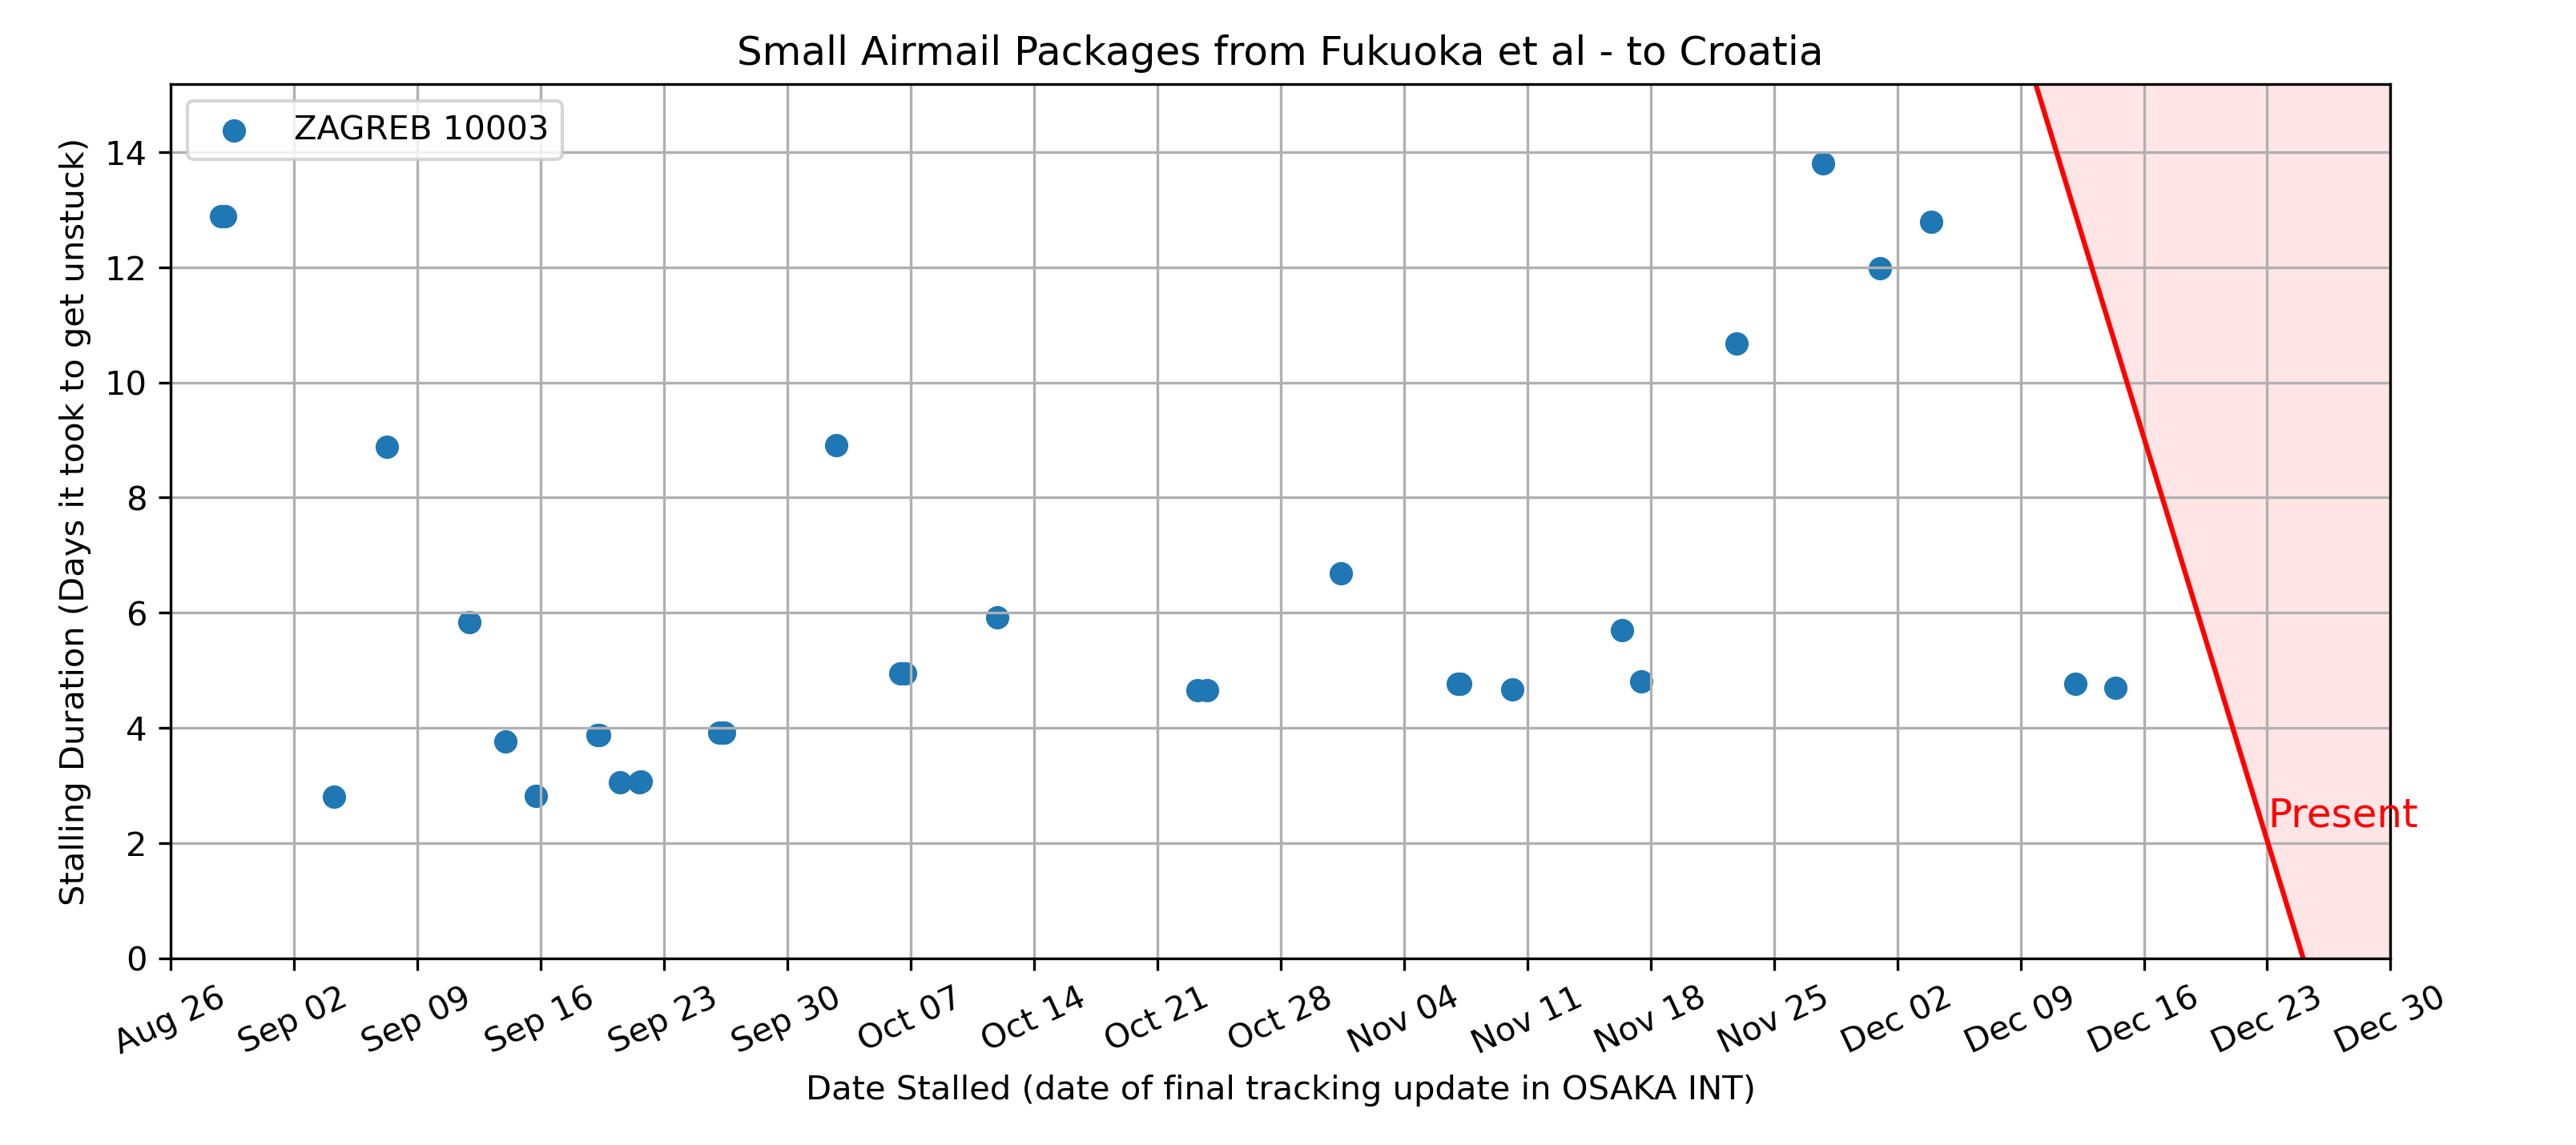 Small Airmail Packages from Fukuoka et al - to Croatia
ZAGREB 10003
Stalling Duration (Days it took to get unstuck)
14
12
10
8
6
4
2
0
Present
Aug 26
Sep 02
Sep 09
Sep 16
Sep 23
Sep 30
Oct 07
Oct 14
Oct 21
Oct 28
Nov 04
Nov 11
Nov 18
Nov 25
Dec 02
Dec 09
Dec 16
Dec 23
Dec 30
Date Stalled (date of final tracking update in OSAKA INT)